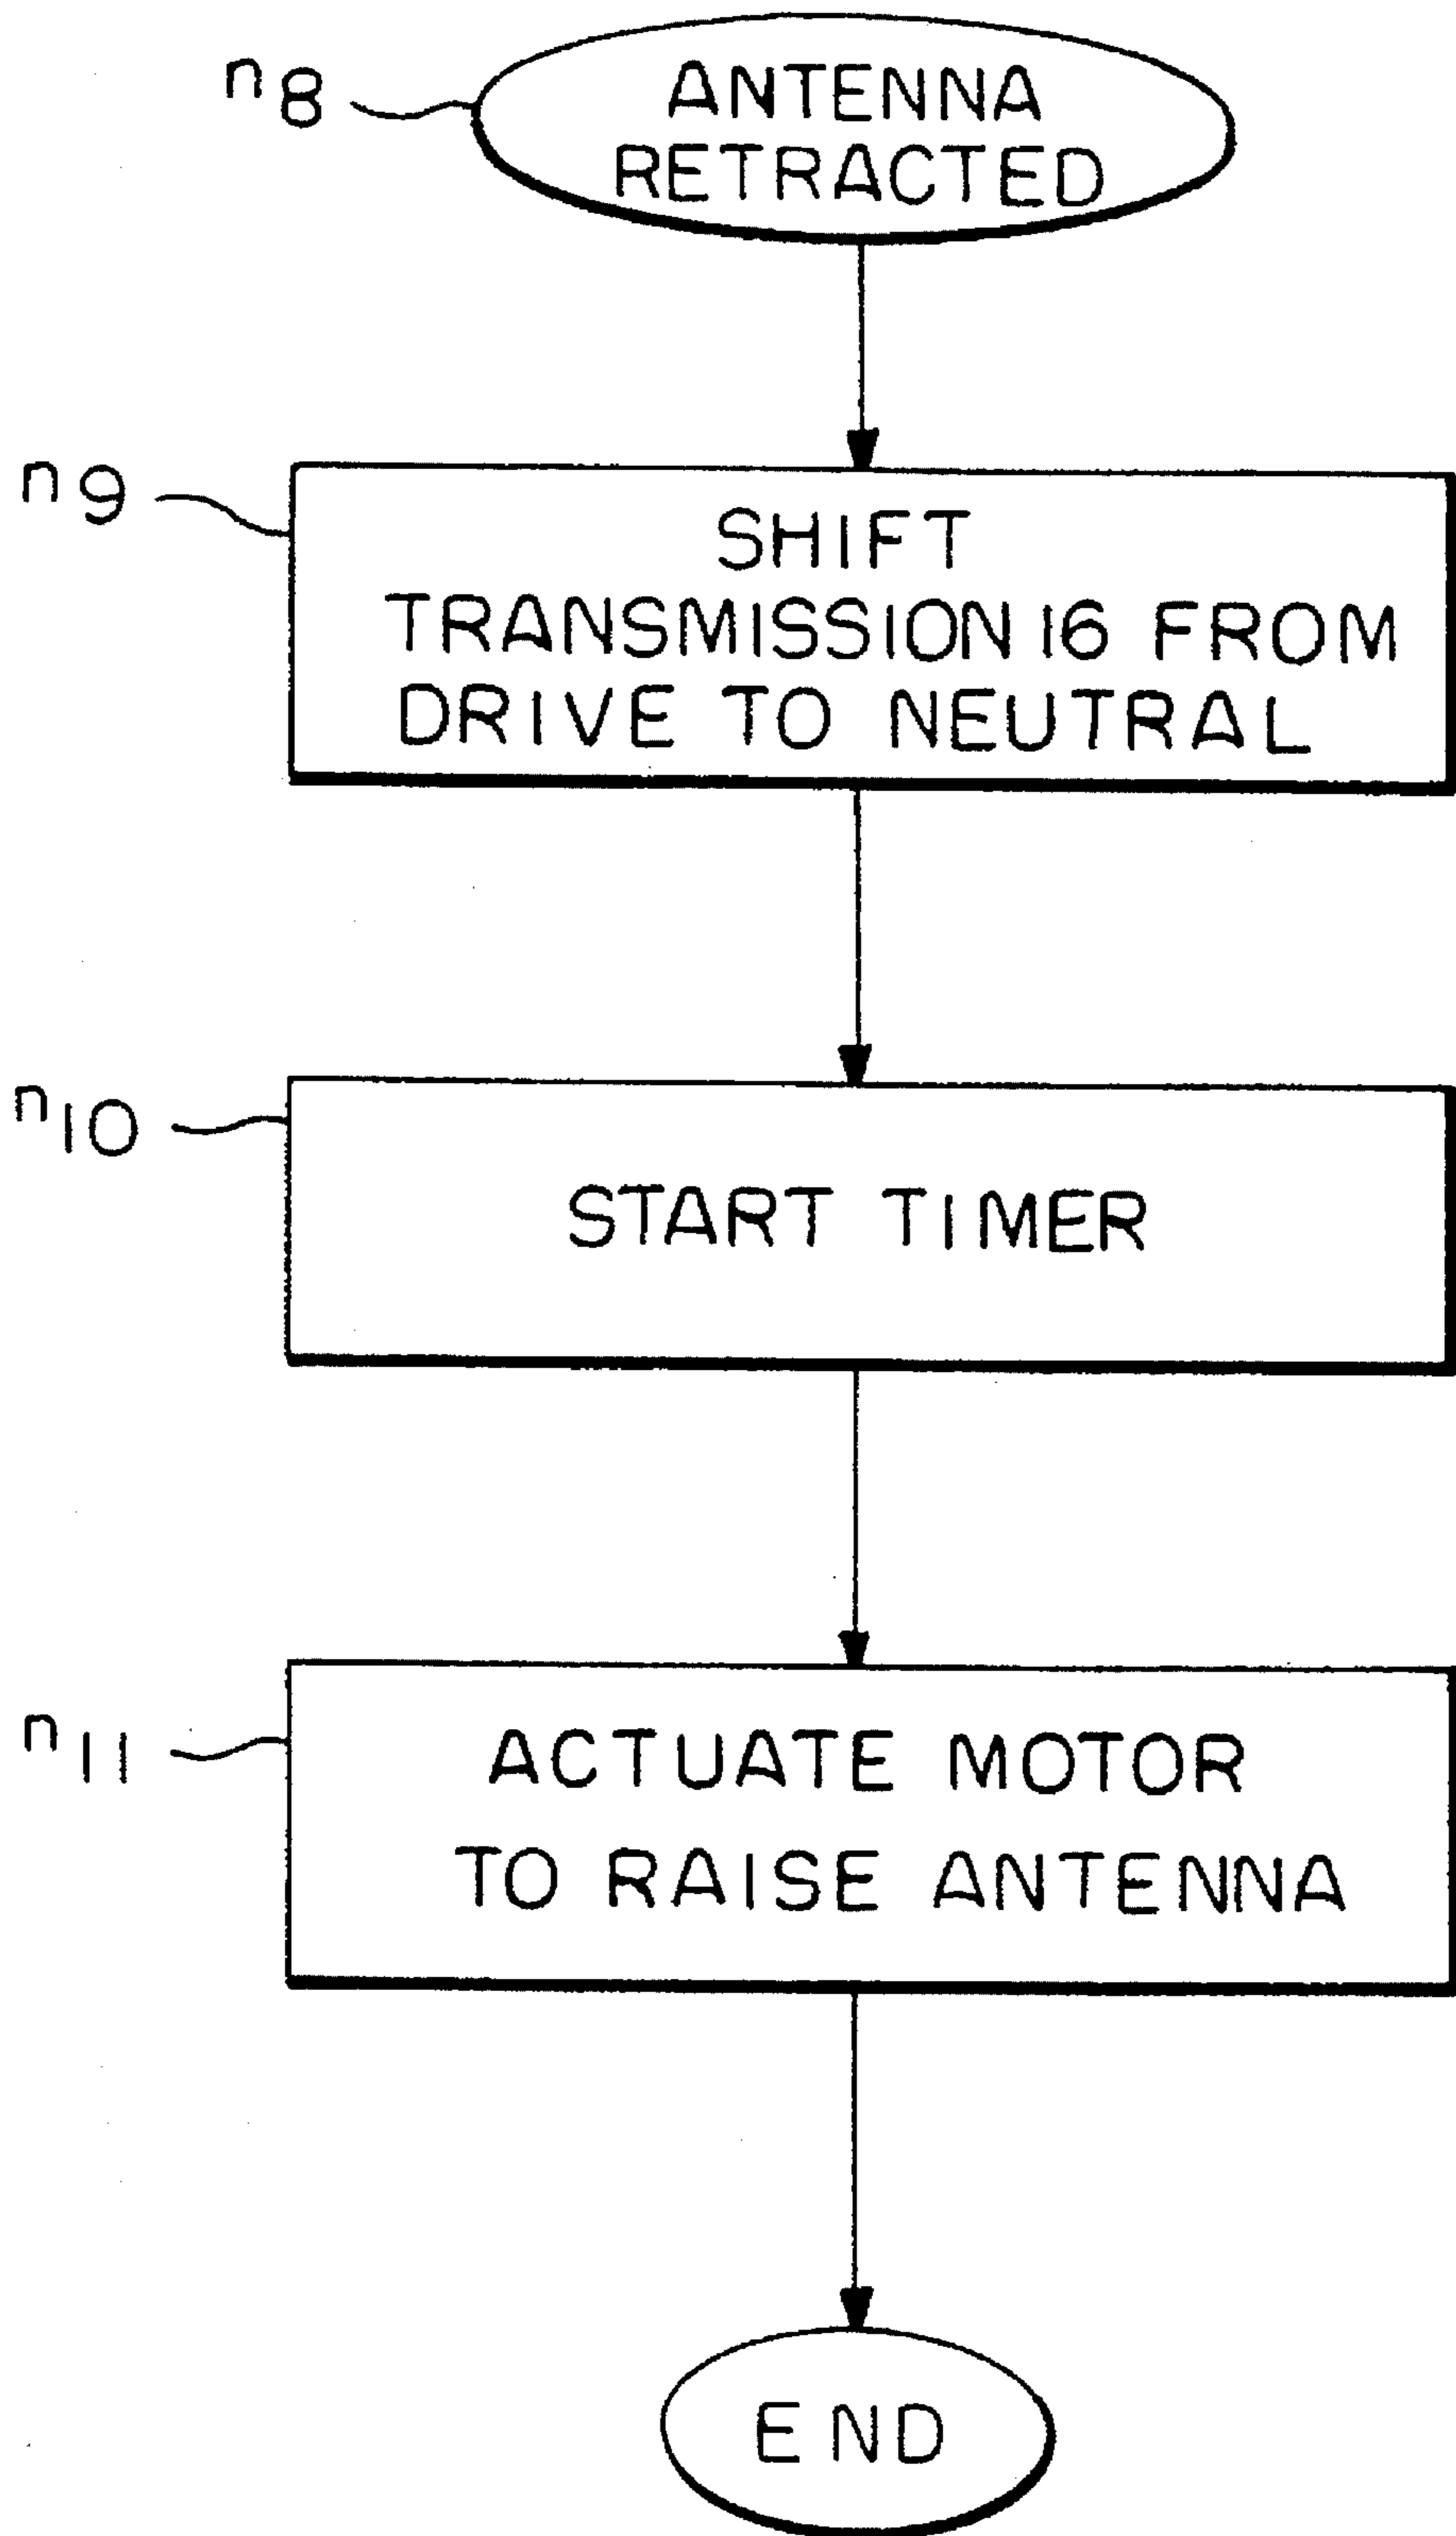 n8
ANTENNA
RETRACTED
n9
SHIFT
TRANSMISSION 16 FROM
DRIVE TO NEUTRAL
n10
START TIMER
n11
ACTUATE MOTOR
TO RAISE ANTENNA
END